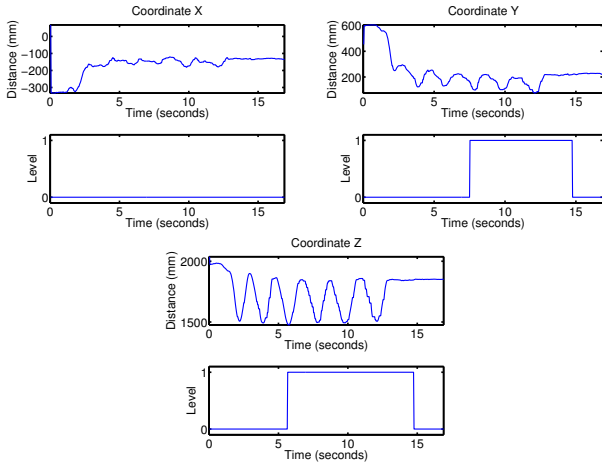 Coordinate X
Distance (mm)
0
−100
−200
−300
0 5 10 15
Time (seconds)
Level
1
0
0 5 10 15
Time (seconds)
Coordinate Y
Distance (mm)
600
400
200
0 5 10 15
Time (seconds)
Level
1
0
0 5 10 15
Time (seconds)
Coordinate Z
Distance (mm)
2000
1500
0 5 10 15
Time (seconds)
Level
1
0
0 5 10 15
Time (seconds)